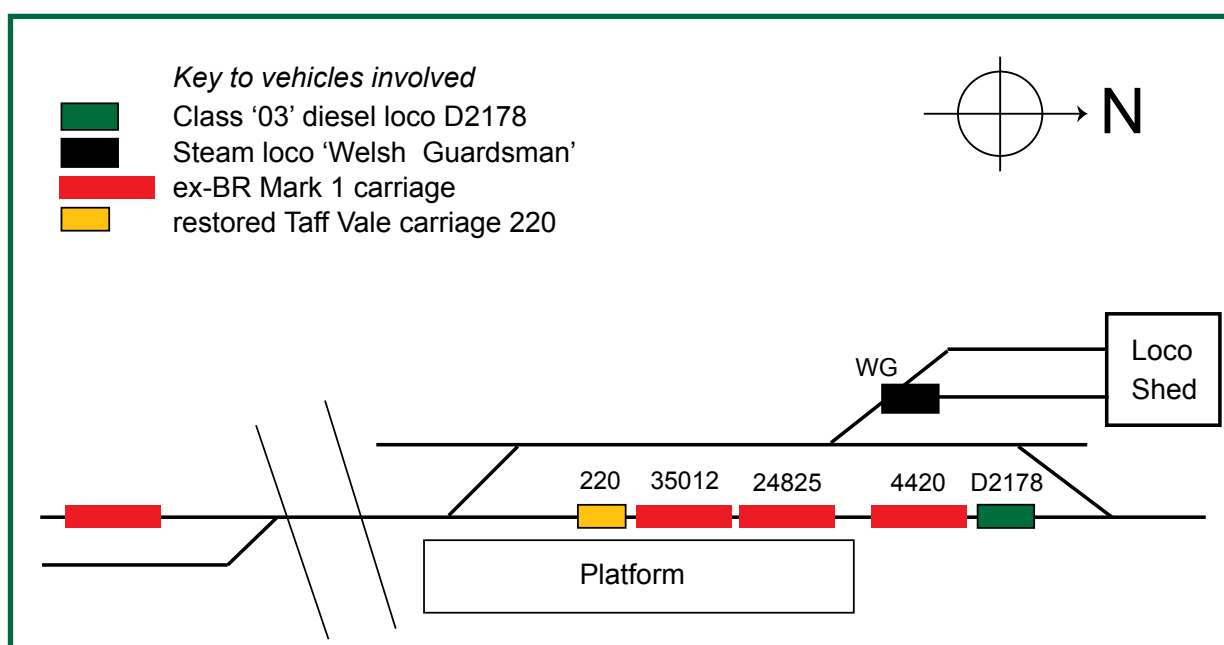 Key to vehicles involved
Class ‘03’ diesel loco D2178
Steam loco ‘Welsh Guardsman’
ex-BR Mark 1 carriage
restored Taff Vale carriage 220
N
Loco
Shed
WG
220 35012 24825 4420 D2178
Platform